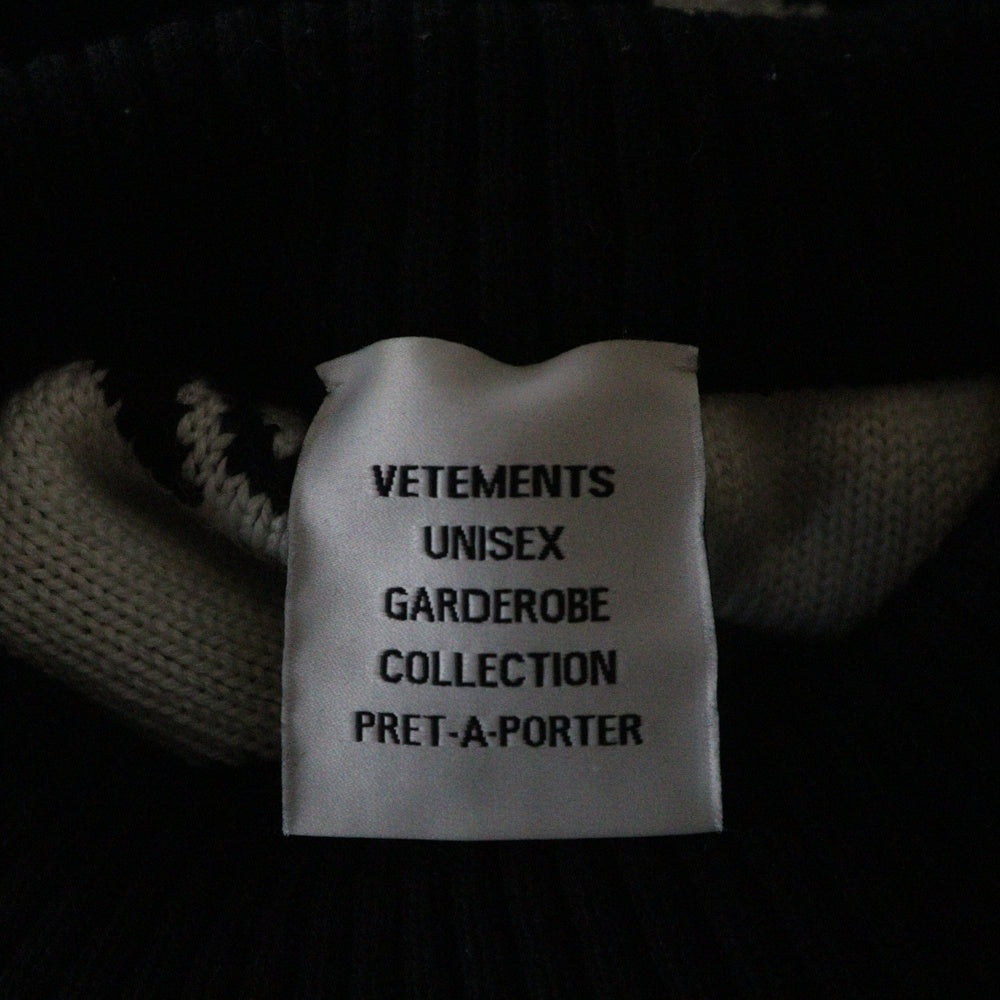 VETEMENTS
UNISEX
GARDEROBE
COLLECTION
PRET-A-PORTER